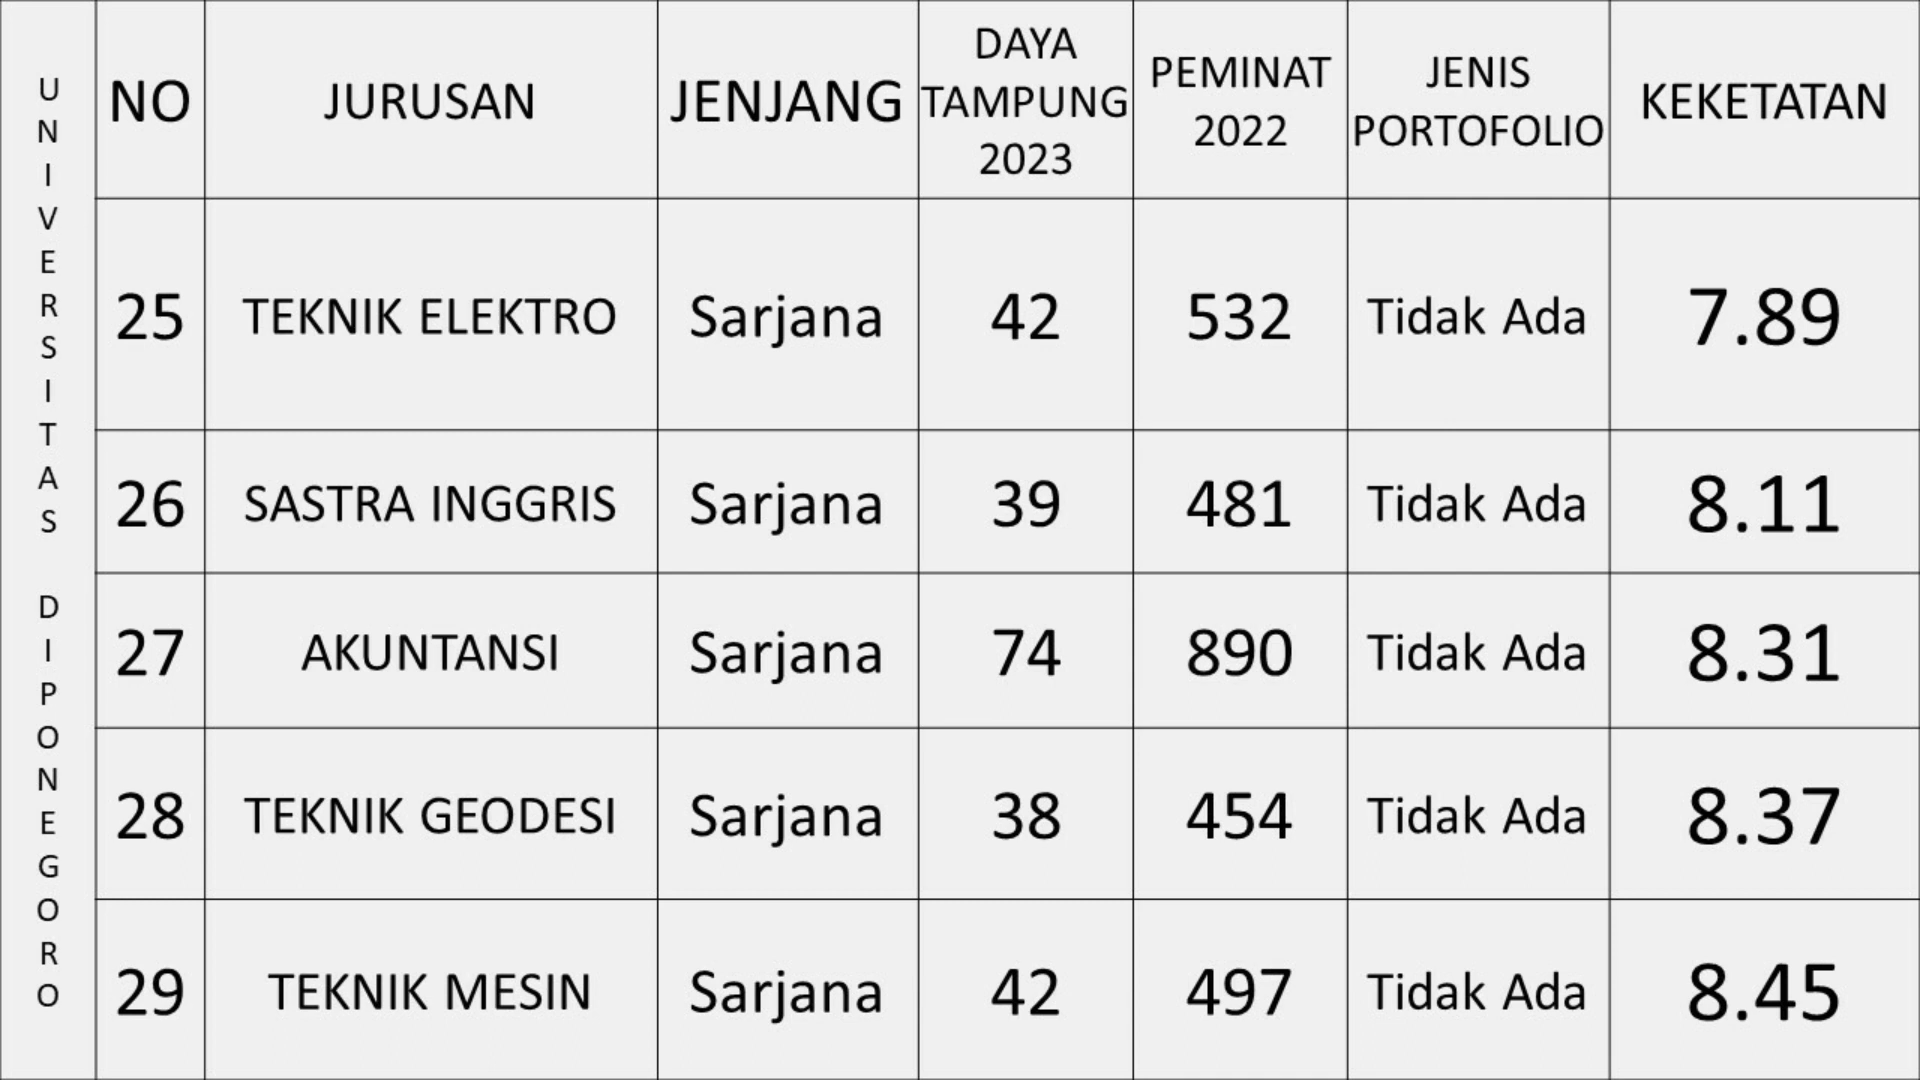 UNIVERSITAS DIPONEGORO
NO
JURUSAN
JENJANG
DAYA
TAMPUNG
2023
PEMINAT
2022
JENIS
PORTOFOLIO
KEKETATAN
25 TEKNIK ELEKTRO Sarjana 42 532 Tidak Ada 7.89
26 SASTRA INGGRIS Sarjana 39 481 Tidak Ada 8.11
27 AKUNTANSI Sarjana 74 890 Tidak Ada 8.31
28 TEKNIK GEODESI Sarjana 38 454 Tidak Ada 8.37
29 TEKNIK MESIN Sarjana 42 497 Tidak Ada 8.45